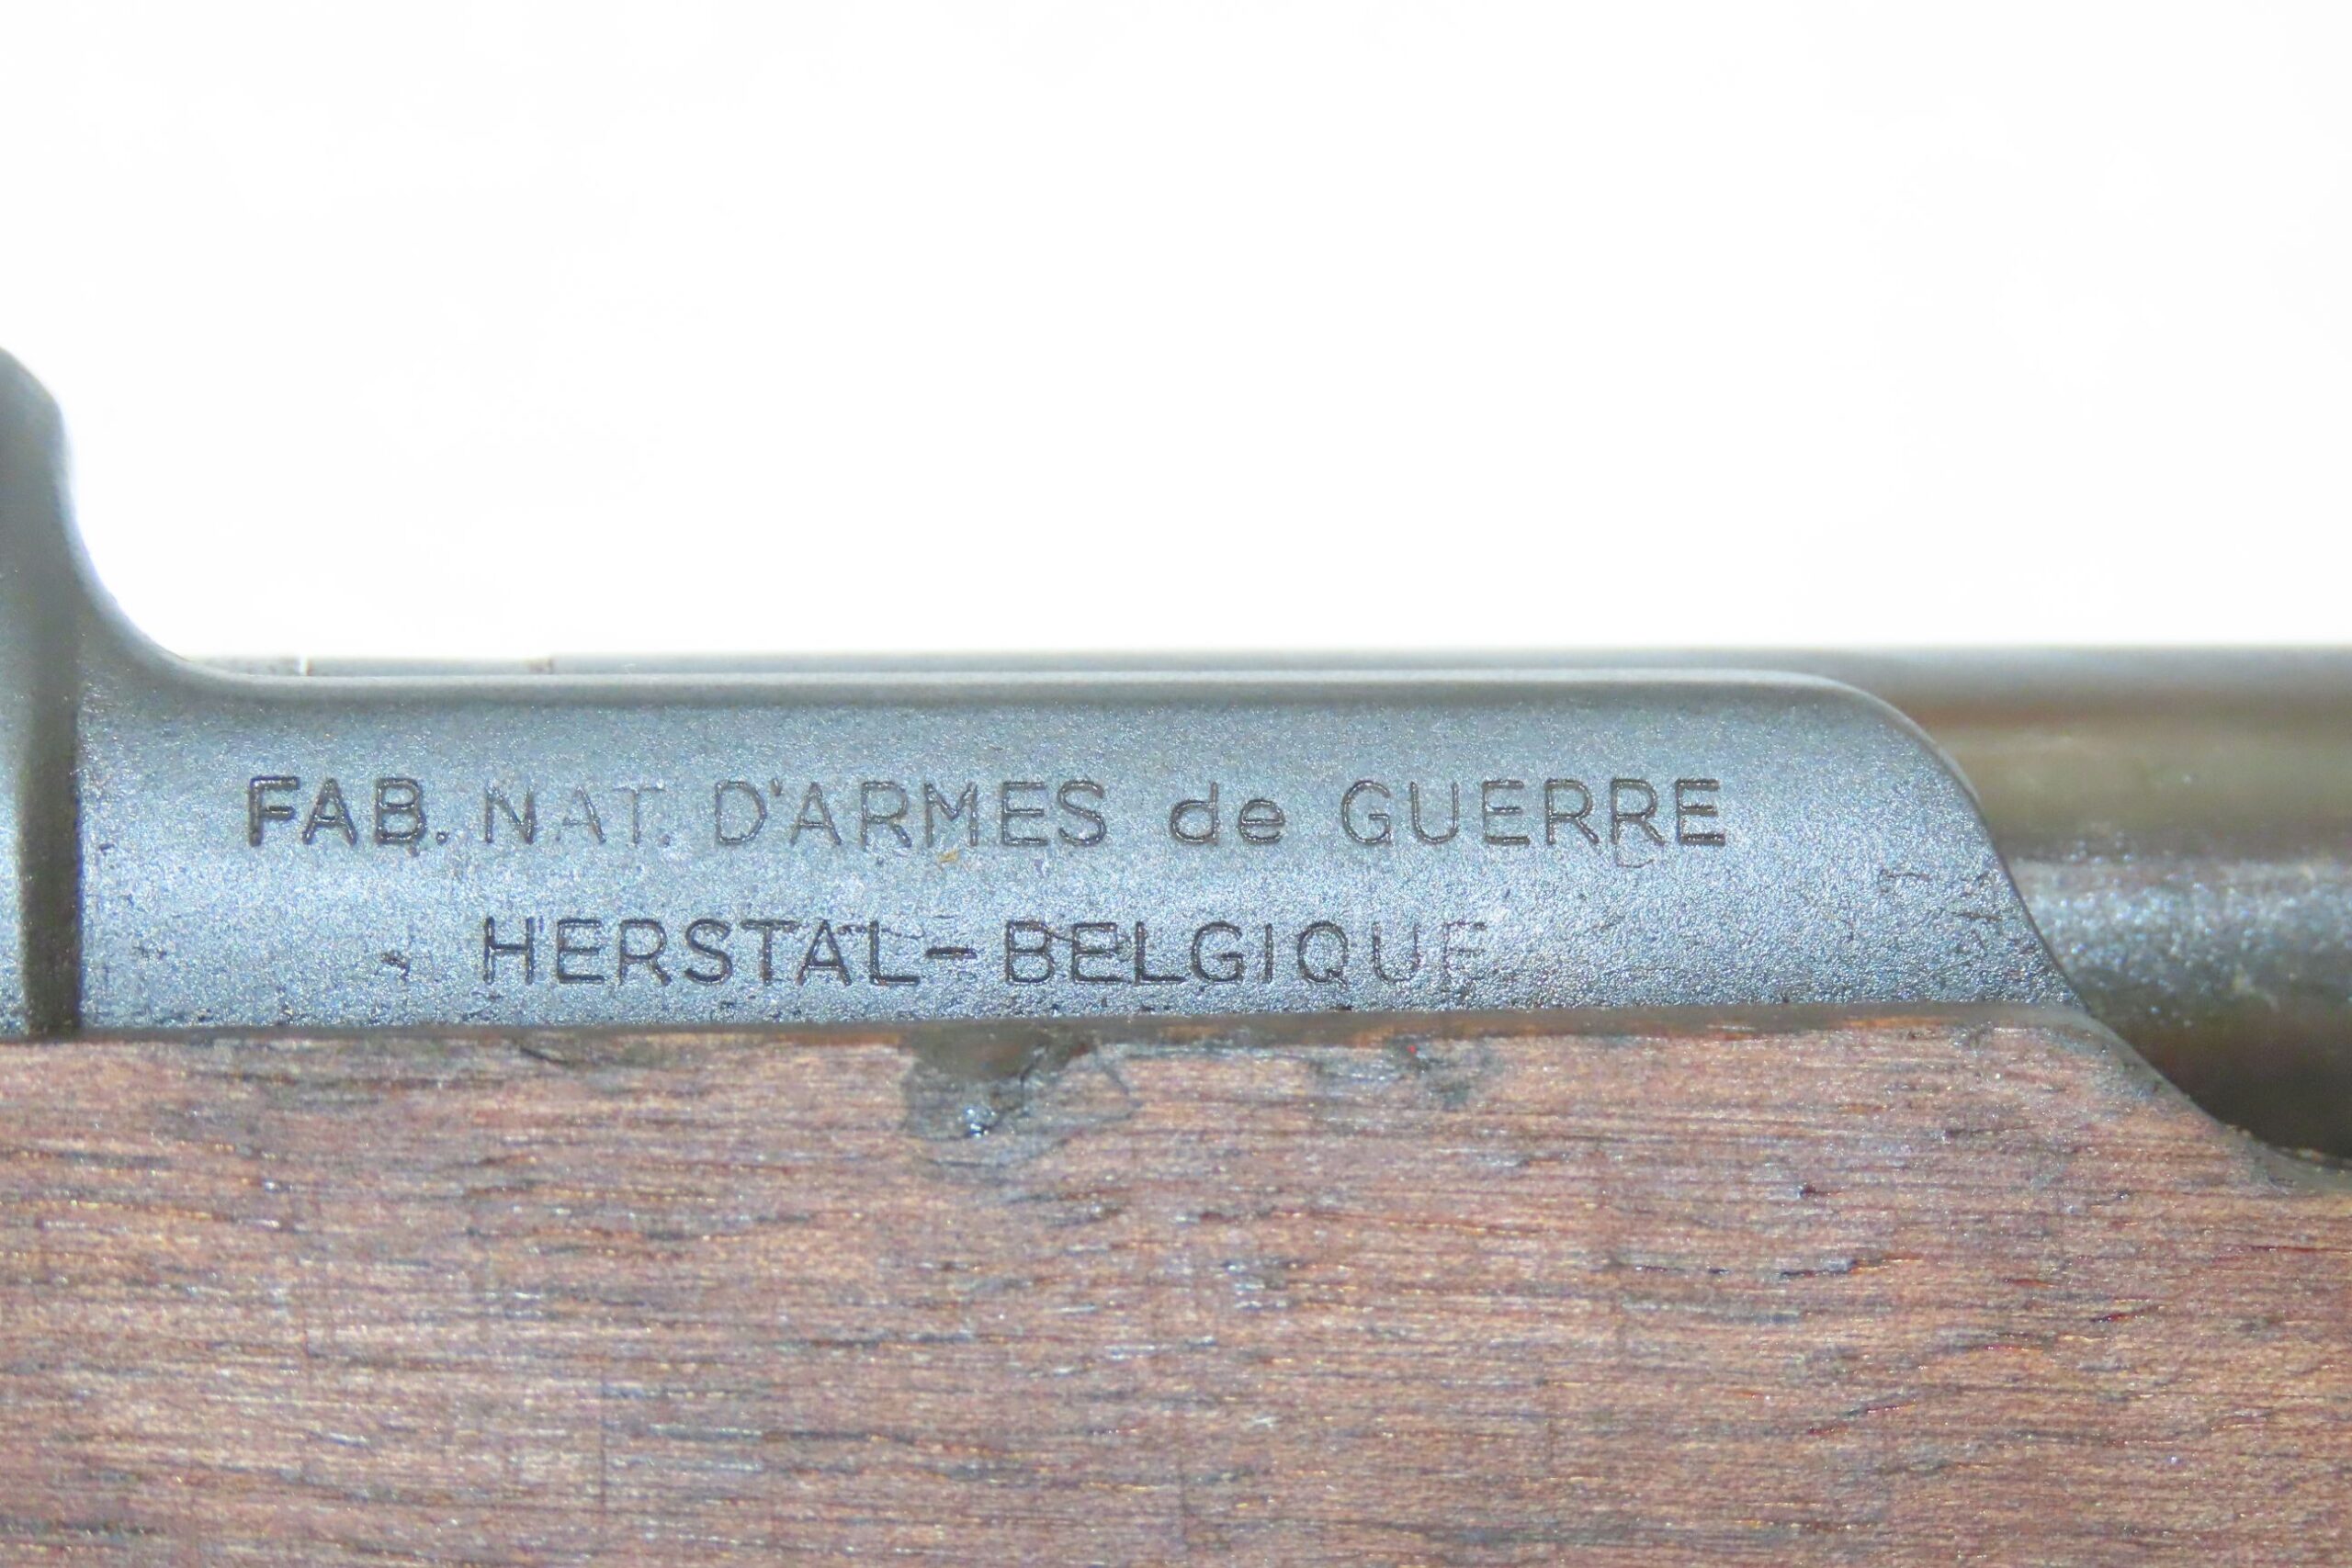 FAB. NAT. D'ARMES de GUERRE
HERSTAL-BELGIQUE